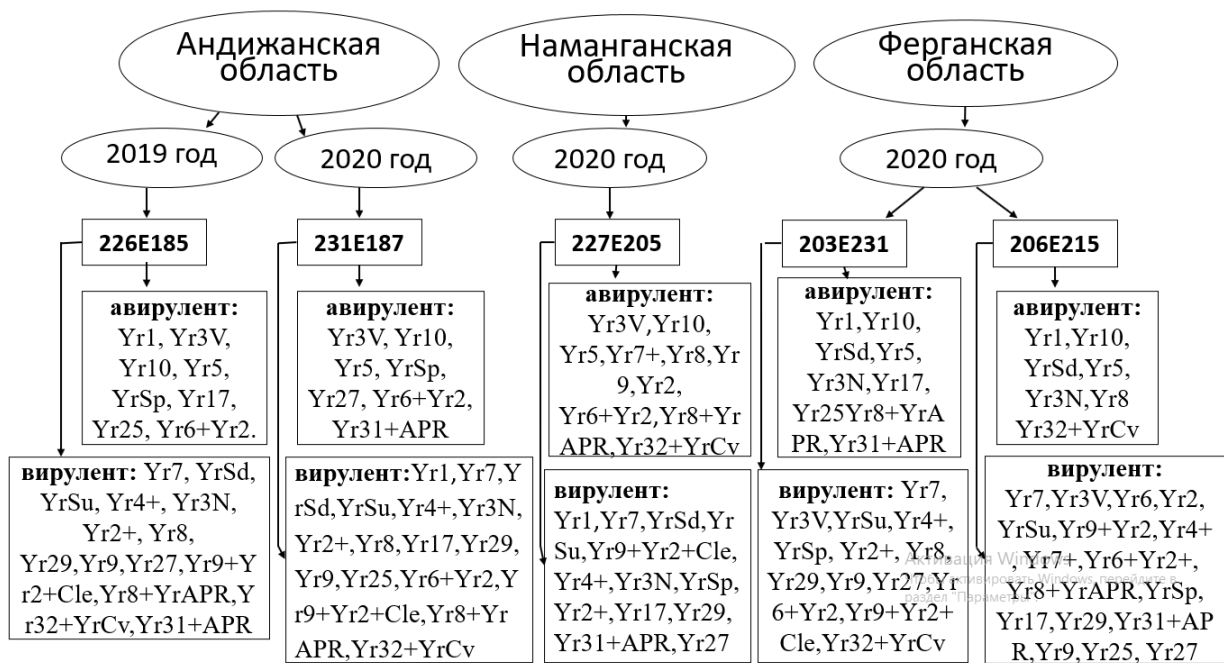 Андижанская
область
Наманганская
область
Ферганская
область
2019 год
2020 год
2020 год
2020 год
226E185
231E187
227E205
203E231
206E215
авирулент:
Yr1, Yr3V,
Yr10, Yr5,
YrSp, Yr17,
Yr25, Yr6+Yr2.
авирулент:
Yr3V, Yr10,
Yr5, YrSp,
Yr27, Yr6+Yr2,
Yr31+APR
авирулент:
Yr3V,Yr10,
Yr5,Yr7+,Yr8,Yr
9,Yr2,
Yr6+Yr2,Yr8+Yr
APR,Yr32+YrCv
авирулент:
Yr1,Yr10,
YrSd,Yr5,
Yr3N,Yr17,
Yr25Yr8+YrA
PR,Yr31+APR
авирулент:
Yr1,Yr10,
YrSd,Yr5,
Yr3N,Yr8
Yr32+YrCv
вирулент: Yr7, YrSd,
YrSu, Yr4+, Yr3N,
Yr2+, Yr8,
Yr29,Yr9,Yr27,Yr9+Y
r2+Cle,Yr8+YrAPR,Y
r32+YrCv,Yr31+APR
вирулент:Yr1,Yr7,Y
rSd,YrSu,Yr4+,Yr3N,
Yr2+,Yr8,Yr17,Yr29,
Yr9,Yr25,Yr6+Yr2,Y
r9+Yr2+Cle,Yr8+Yr
APR,Yr32+YrCv
вирулент:
Yr1,Yr7,YrSd,Yr
Su,Yr9+Yr2+Cle,
Yr4+,Yr3N,YrSp,
Yr2+,Yr17,Yr29,
Yr31+APR,Yr27
вирулент: Yr7,
Yr3V,YrSu,Yr4+,
YrSp, Yr2+, Yr8,
Yr29,Yr9,Yr27,Yr
6+Yr2,Yr9+Yr2+
Cle,Yr32+YrCv
вирулент:
Yr7,Yr3V,Yr6,Yr2,
YrSu,Yr9+Yr2,Yr4+
,Yr7+,Yr6+Yr2+,
Yr8+YrAPR,YrSp,
Yr17,Yr29,Yr31+AP
R,Yr9,Yr25, Yr27
Активация Windows
Чтобы активировать Windows, перейдите в
раздел "Параметры